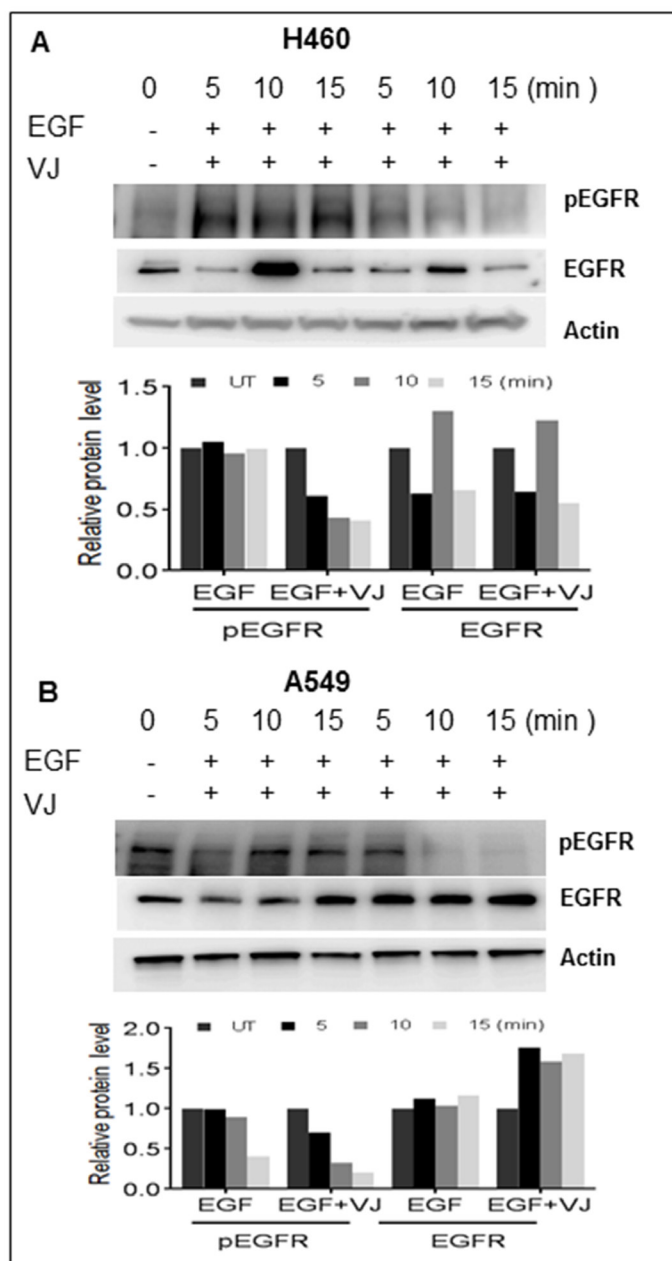 A H460
0 5 10 15 5 10 15 (min )
EGF - + + + + + +
VJ - + + + + + +
pEGFR
EGFR
Actin
UT 5 10 15 (min)
Relative protein level
1.5
1.0
0.5
0.0
EGF EGF+VJ EGF EGF+VJ
pEGFR EGFR
B A549
0 5 10 15 5 10 15 (min )
EGF - + + + + + +
VJ - + + + + + +
pEGFR
EGFR
Actin
UT 5 10 15 (min)
Relative protein level
2.0
1.5
1.0
0.5
0.0
EGF EGF+VJ EGF EGF+VJ
pEGFR EGFR